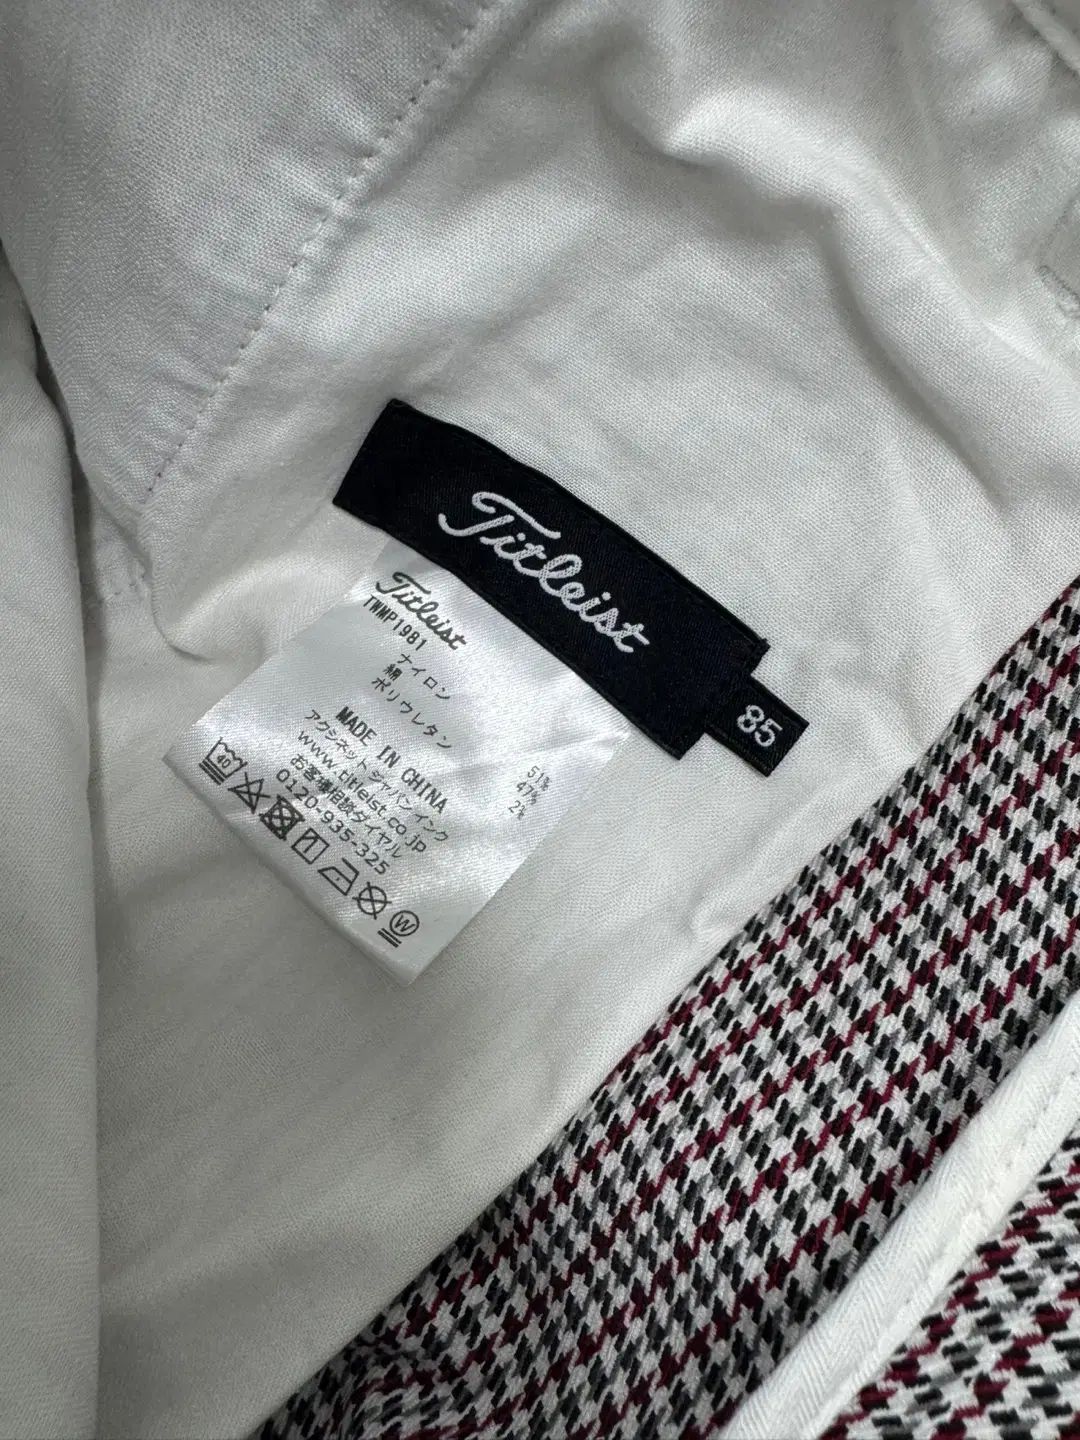 Titleist
85
Titleist
TWMP1981
ナイロン 51%
綿 47%
ポリウレタン 2%
MADE IN CHINA
アクシネットジャパンインク
www.titleist.co.jp
お客様相談ダイヤル
0120-935-325
40
W